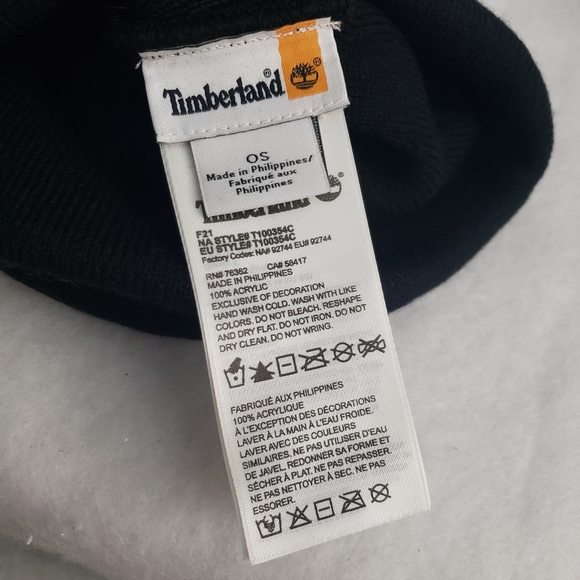 Timberland®
OS
Made in Philippines/
Fabriqué aux
Philippines
Timberland
F21
NA STYLE# T100354C
EU STYLE# T100354C
Factory Codes: NA# 92744 EU# 92744
RN# 76382 CA# 58417
MADE IN PHILIPPINES
100% ACRYLIC
EXCLUSIVE OF DECORATION
HAND WASH COLD. WASH WITH LIKE
COLORS. DO NOT BLEACH. RESHAPE
AND DRY FLAT. DO NOT IRON. DO NOT
DRY CLEAN. DO NOT WRING.
FABRIQUÉ AUX PHILIPPINES
100% ACRYLIQUE
À L'EXCEPTION DES DÉCORATIONS
LAVER À LA MAIN À L'EAU FROIDE.
LAVER AVEC DES COULEURS
SIMILAIRES. NE PAS UTILISER D'EAU
DE JAVEL. REDONNER SA FORME ET
SÉCHER À PLAT. NE PAS REPASSER.
NE PAS NETTOYER À SEC. NE PAS
ESSORER.